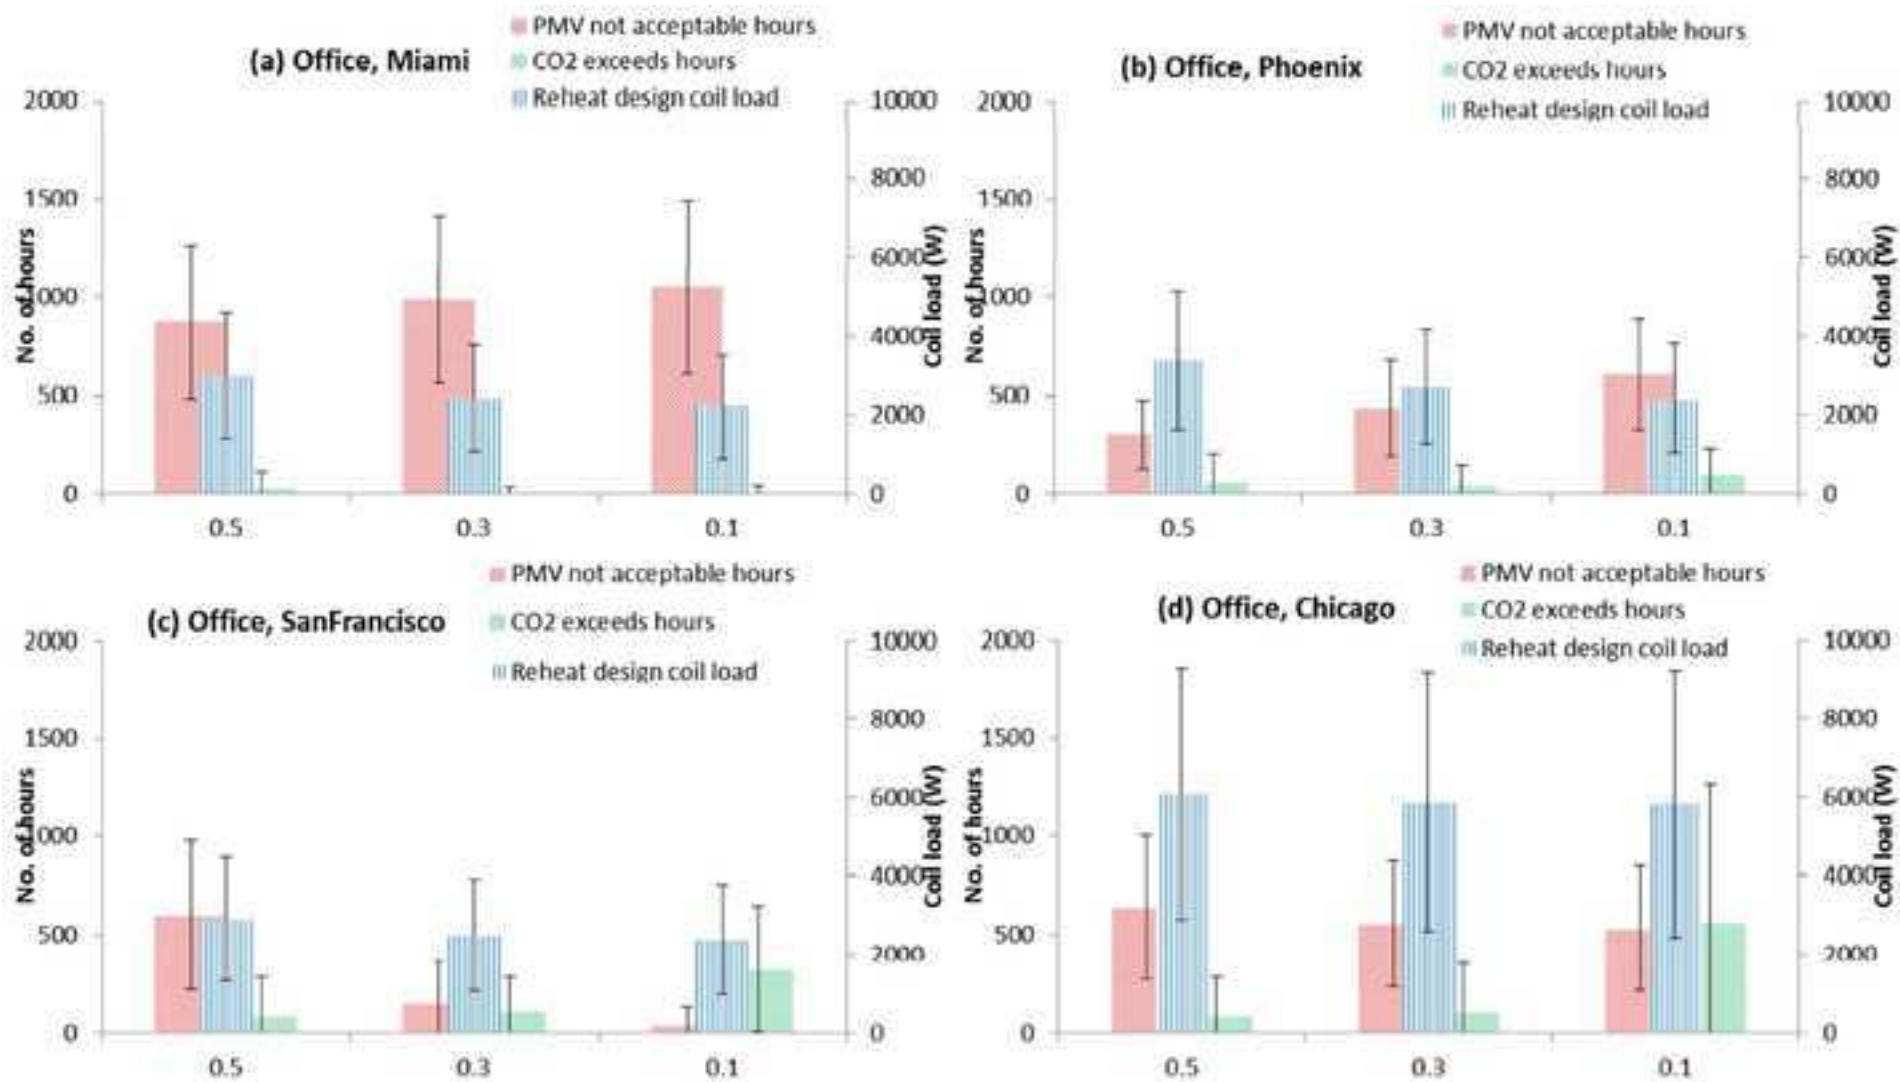 (a) Office, Miami
PMV not acceptable hours
CO2 exceeds hours
Reheat design coil load
2000
1500
1000
500
0
No. of hours
10000
8000
6000
4000
2000
0
Coil load (W)
0.5 0.3 0.1
(b) Office, Phoenix
PMV not acceptable hours
CO2 exceeds hours
Reheat design coil load
2000
1500
1000
500
0
No. of hours
10000
8000
6000
4000
2000
0
Coil load (W)
0.5 0.3 0.1
(c) Office, SanFrancisco
PMV not acceptable hours
CO2 exceeds hours
Reheat design coil load
2000
1500
1000
500
0
No. of hours
10000
8000
6000
4000
2000
0
Coil load (W)
0.5 0.3 0.1
(d) Office, Chicago
PMV not acceptable hours
CO2 exceeds hours
Reheat design coil load
2000
1500
1000
500
0
No. of hours
10000
8000
6000
4000
2000
0
Coil load (W)
0.5 0.3 0.1